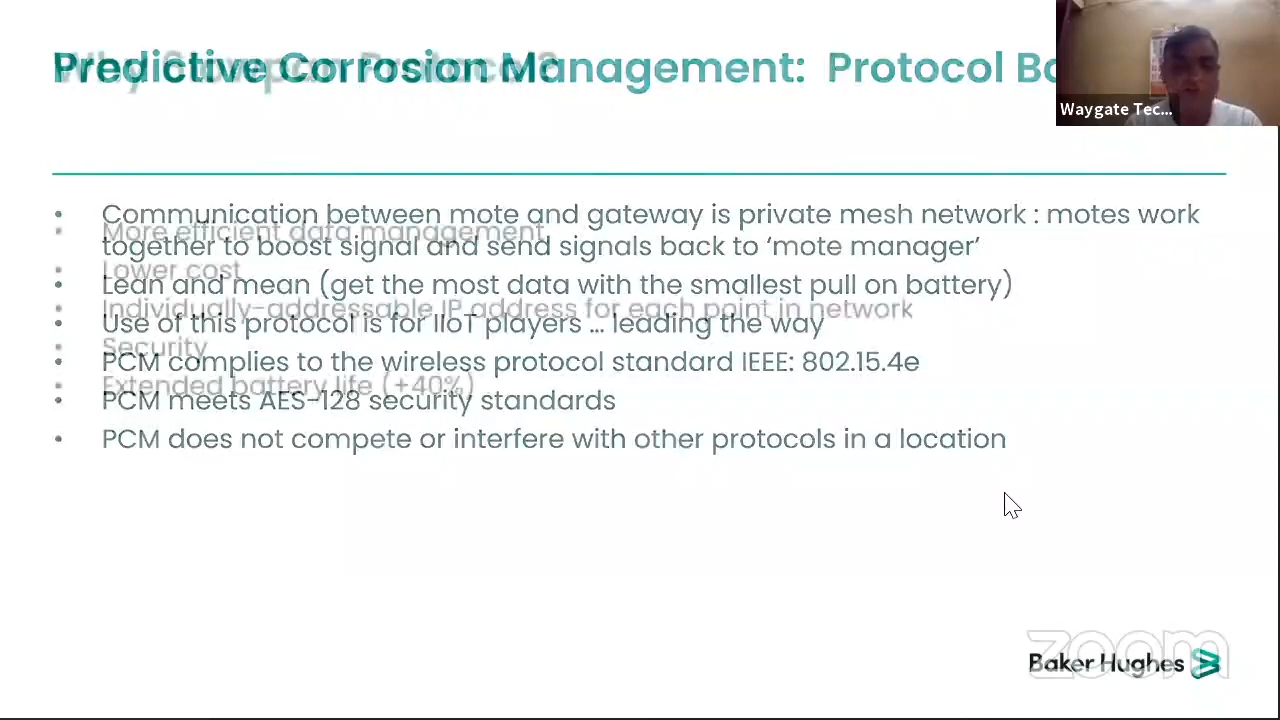 Predictive Corrosion Management: Protocol
Waygate Tec...
Communication between mote and gateway is private mesh network : motes work
together to boost signal and send signals back to ‘mote manager’
More efficient data management
Lean and mean (get the most data with the smallest pull on battery)
Lower cost
Use of this protocol is for IIoT players ... leading the way
Individually-addressable IP address for each point in network
PCM complies to the wireless protocol standard IEEE: 802.15.4e
Security
PCM meets AES-128 security standards
Extended battery life (+40%)
PCM does not compete or interfere with other protocols in a location
zoom
Baker Hughes